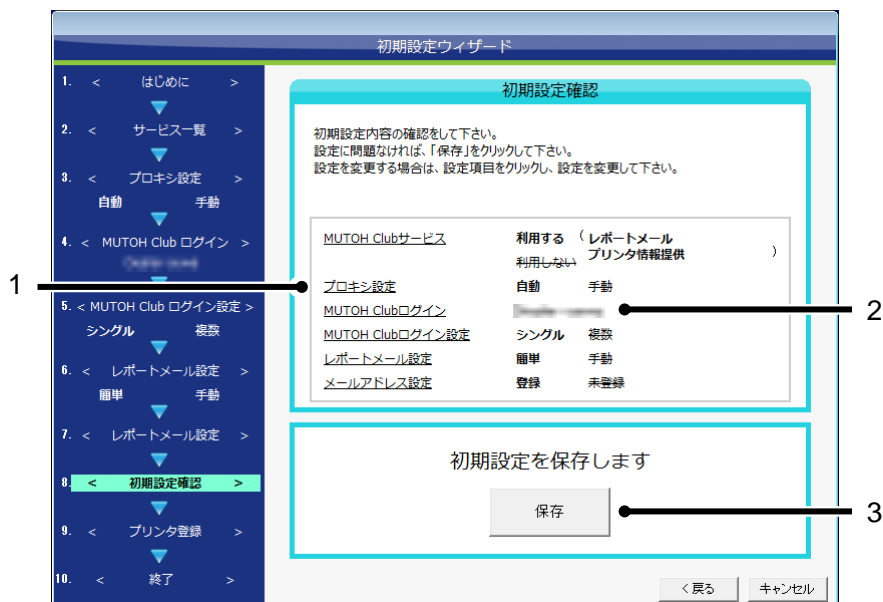 初期設定ウィザード
1. < はじめに >
2. < サービス一覧 >
3. < プロキシ設定 >
自動 手動
4. < MUTOH Club ログイン >
5. < MUTOH Club ログイン設定 >
シングル 複数
6. < レポートメール設定 >
簡単 手動
7. < レポートメール設定 >
8. < 初期設定確認 >
9. < プリンタ登録 >
10. < 終了 >
初期設定確認
初期設定内容の確認をして下さい。
設定に問題なければ、「保存」をクリックして下さい。
設定を変更する場合は、設定項目をクリックし、設定を変更して下さい。
MUTOH Clubサービス 利用する ( レポートメール
プリンタ情報提供 )
利用しない
プロキシ設定 自動 手動
MUTOH Clubログイン
MUTOH Clubログイン設定 シングル 複数
レポートメール設定 簡単 手動
メールアドレス設定 登録 未登録
初期設定を保存します
保存
<戻る キャンセル
1
2
3